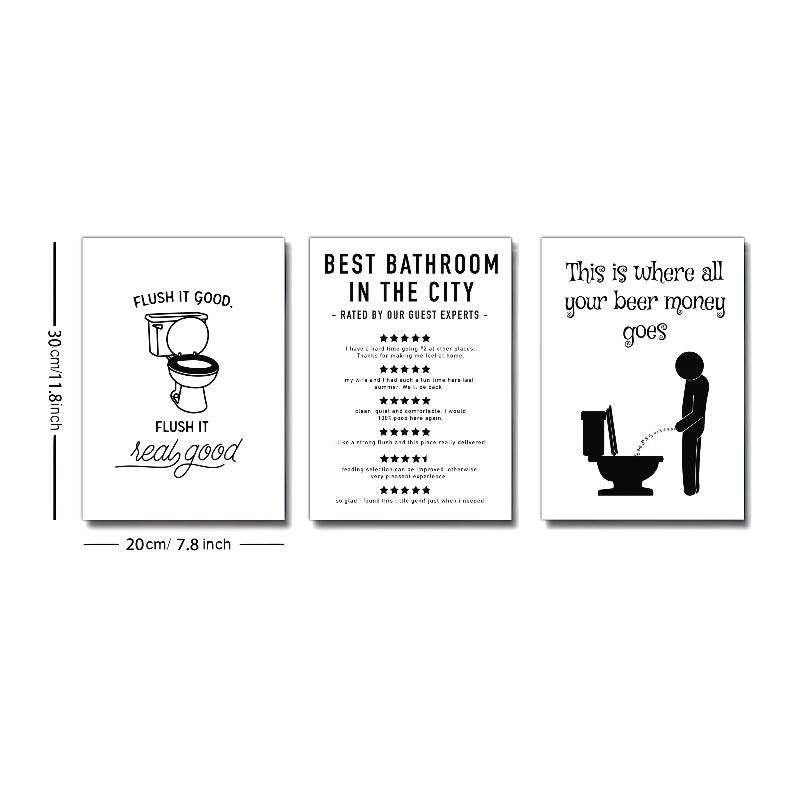 30cm/11.8inch
FLUSH IT GOOD.
FLUSH IT
real good
20cm/ 7.8 inch
BEST BATHROOM
IN THE CITY
- RATED BY OUR GUEST EXPERTS -
I have a hard time going #2 at other places.
Thanks for making me feel at home.
my wife and I had such a fun time here last
summer. We'll be back!
clean, quiet and comfortable. I would
100% poop here again.
i like a strong flush and this place really delivered.
reading selection can be improved. otherwise
very pleasant experience
so glad i found this little gem! just when i needed.
This is where all
your beer money
goes